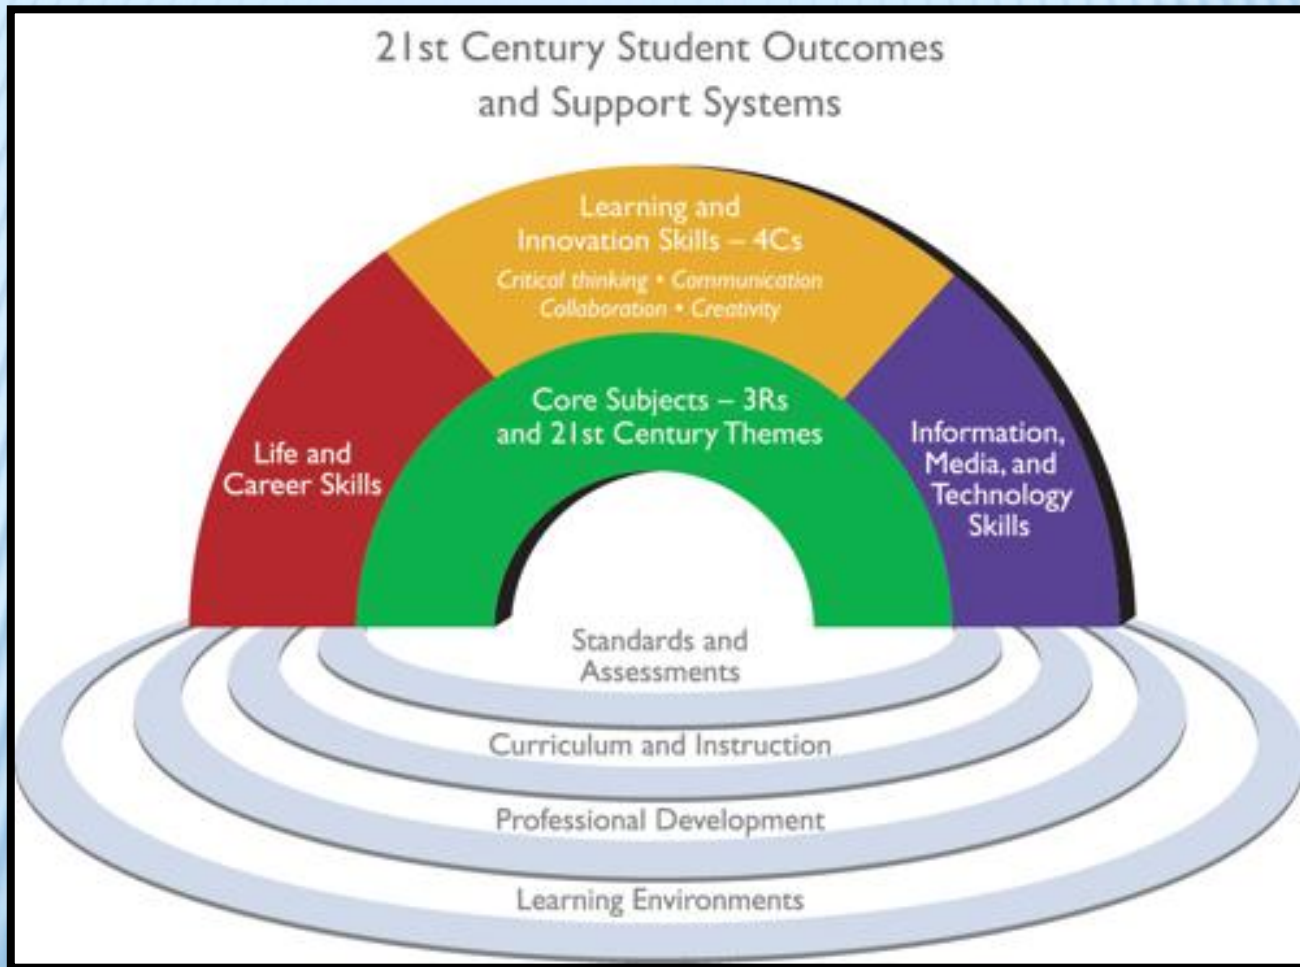 21st Century Student Outcomes
and Support Systems
Learning and
Innovation Skills – 4Cs
Critical thinking • Communication
Collaboration • Creativity
Core Subjects – 3Rs
and 21st Century Themes
Life and
Career Skills
Information,
Media, and
Technology
Skills
Standards and
Assessments
Curriculum and Instruction
Professional Development
Learning Environments